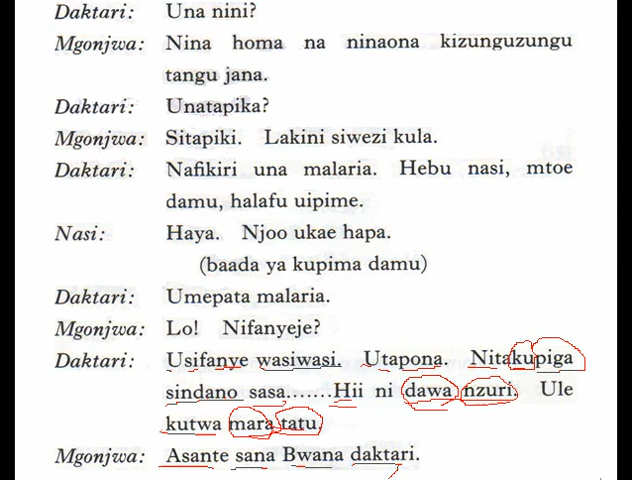 Daktari: Una nini?
Mgonjwa: Nina homa na ninaona kizunguzungu
tangu jana.
Daktari: Unatapika?
Mgonjwa: Sitapiki. Lakini siwezi kula.
Daktari: Nafikiri una malaria. Hebu nasi, mtoe
damu, halafu uipime.
Nasi: Haya. Njoo ukae hapa.
(baada ya kupima damu)
Daktari: Umepata malaria.
Mgonjwa: Lo! Nifanyeje?
Daktari: Usifanye wasiwasi. Utapona. Nitakupiga
sindano sasa.......Hii ni dawa nzuri. Ule
kutwa mara tatu.
Mgonjwa: Asante sana Bwana daktari.